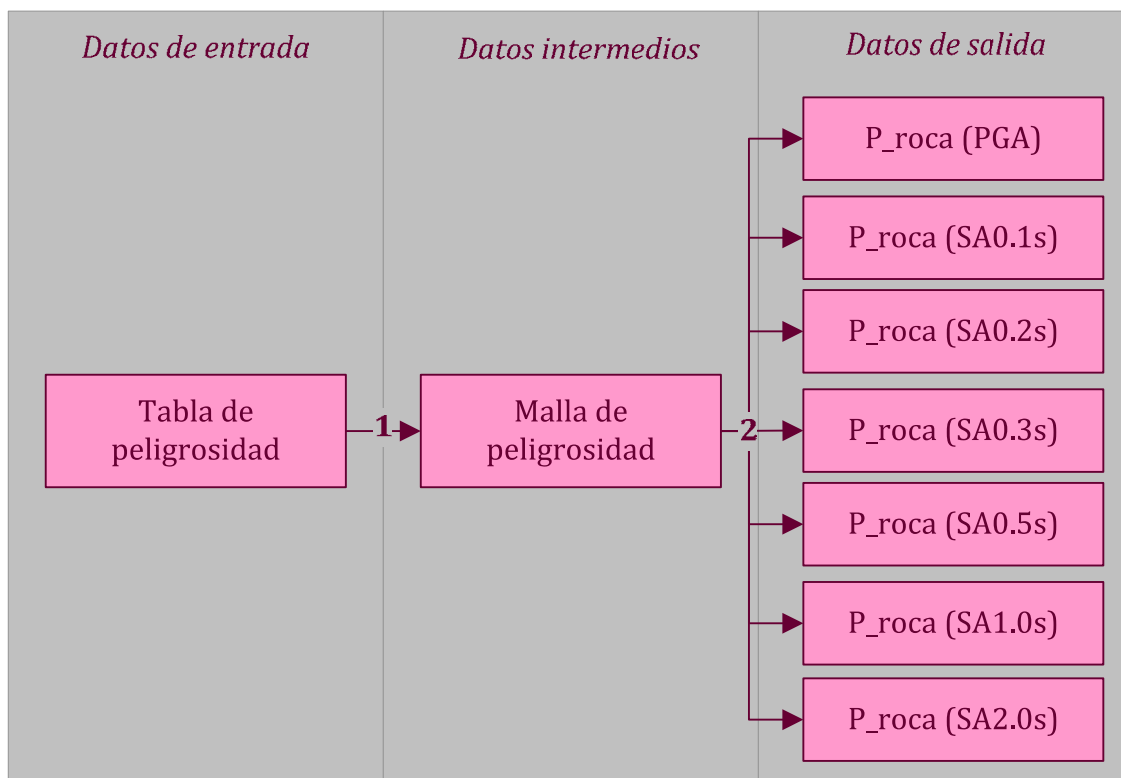 Datos de entrada
Datos intermedios
Datos de salida
Tabla de
peligrosidad
1
Malla de
peligrosidad
2
P_roca (PGA)
P_roca (SA0.1s)
P_roca (SA0.2s)
P_roca (SA0.3s)
P_roca (SA0.5s)
P_roca (SA1.0s)
P_roca (SA2.0s)